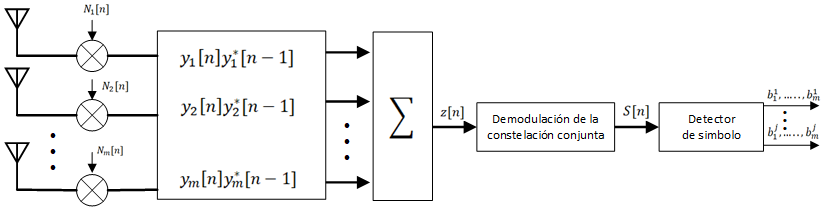 N₁[n]
y₁[n]y₁*[n − 1]
N₂[n]
y₂[n]y₂*[n − 1]
Nₘ[n]
yₘ[n]yₘ*[n − 1]
∑
z[n]
Demodulación de la
constelación conjunta
S[n]
Detector
de simbolo
b₁¹, ….., bₘ¹
b₁ʲ, ….., bₘʲ